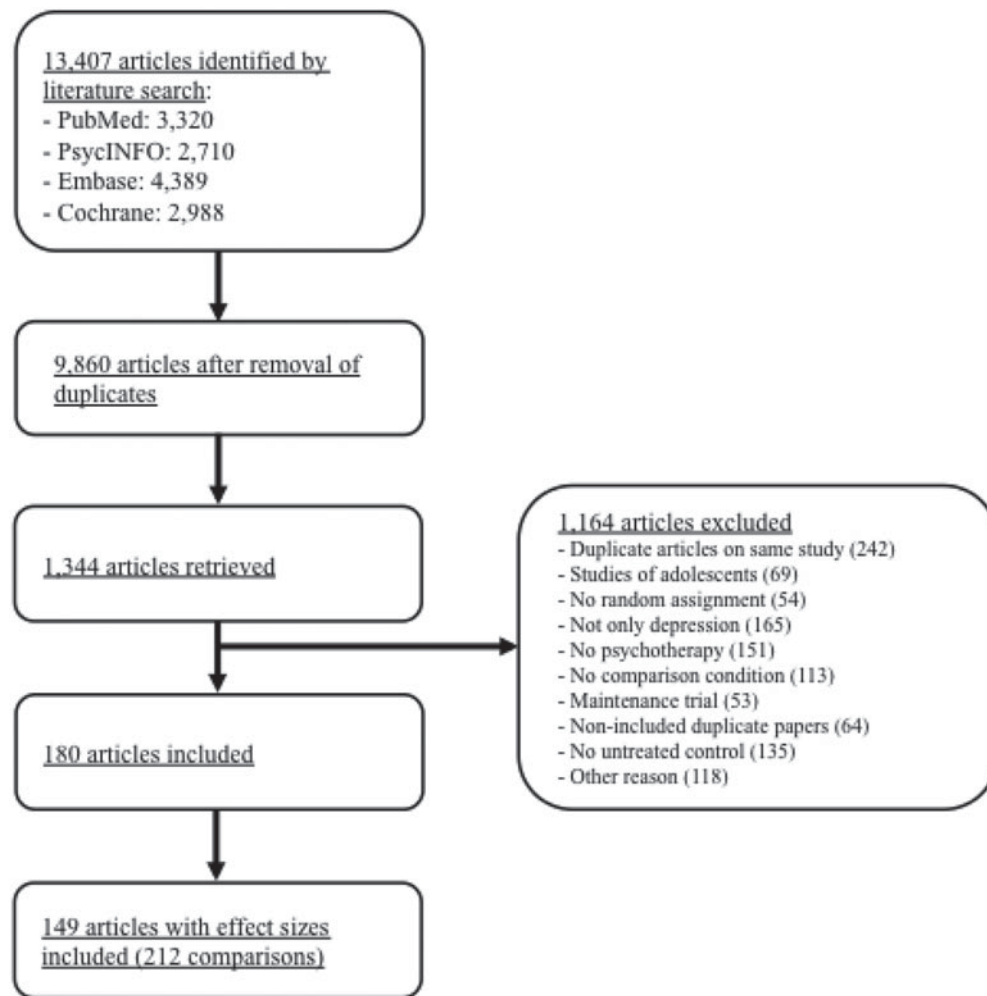 13,407 articles identified by
literature search:
- PubMed: 3,320
- PsycINFO: 2,710
- Embase: 4,389
- Cochrane: 2,988
9,860 articles after removal of
duplicates
1,344 articles retrieved
1,164 articles excluded
- Duplicate articles on same study (242)
- Studies of adolescents (69)
- No random assignment (54)
- Not only depression (165)
- No psychotherapy (151)
- No comparison condition (113)
- Maintenance trial (53)
- Non-included duplicate papers (64)
- No untreated control (135)
- Other reason (118)
180 articles included
149 articles with effect sizes
included (212 comparisons)